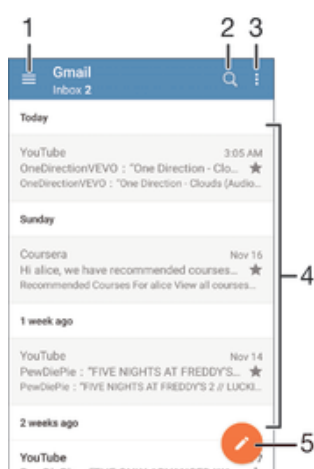 1 2 3
Gmail
Inbox 2
Today
YouTube 3:05 AM
OneDirectionVEVO : "One Direction - Clo...
OneDirectionVEVO : "One Direction - Clouds (Audio...
Sunday
Coursera Nov 16
Hi alice, we have recommended courses...
Recommended Courses For alice View all courses...
4
1 week ago
YouTube Nov 14
PewDiePie : "FIVE NIGHTS AT FREDDY'S...
PewDiePie : "FIVE NIGHTS AT FREDDY'S 2 // LUCKI...
2 weeks ago
5
YouTube 7